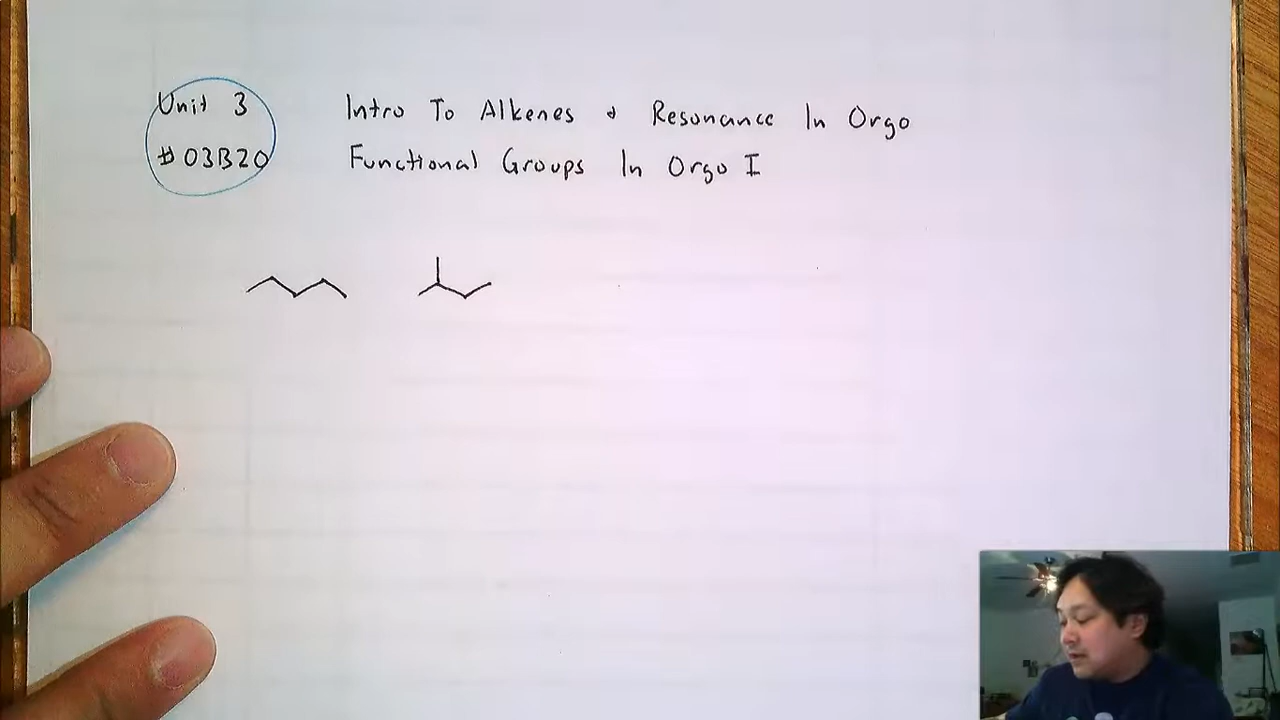 Unit 3
#03B20
Intro To Alkenes & Resonance In Orgo
Functional Groups In Orgo I